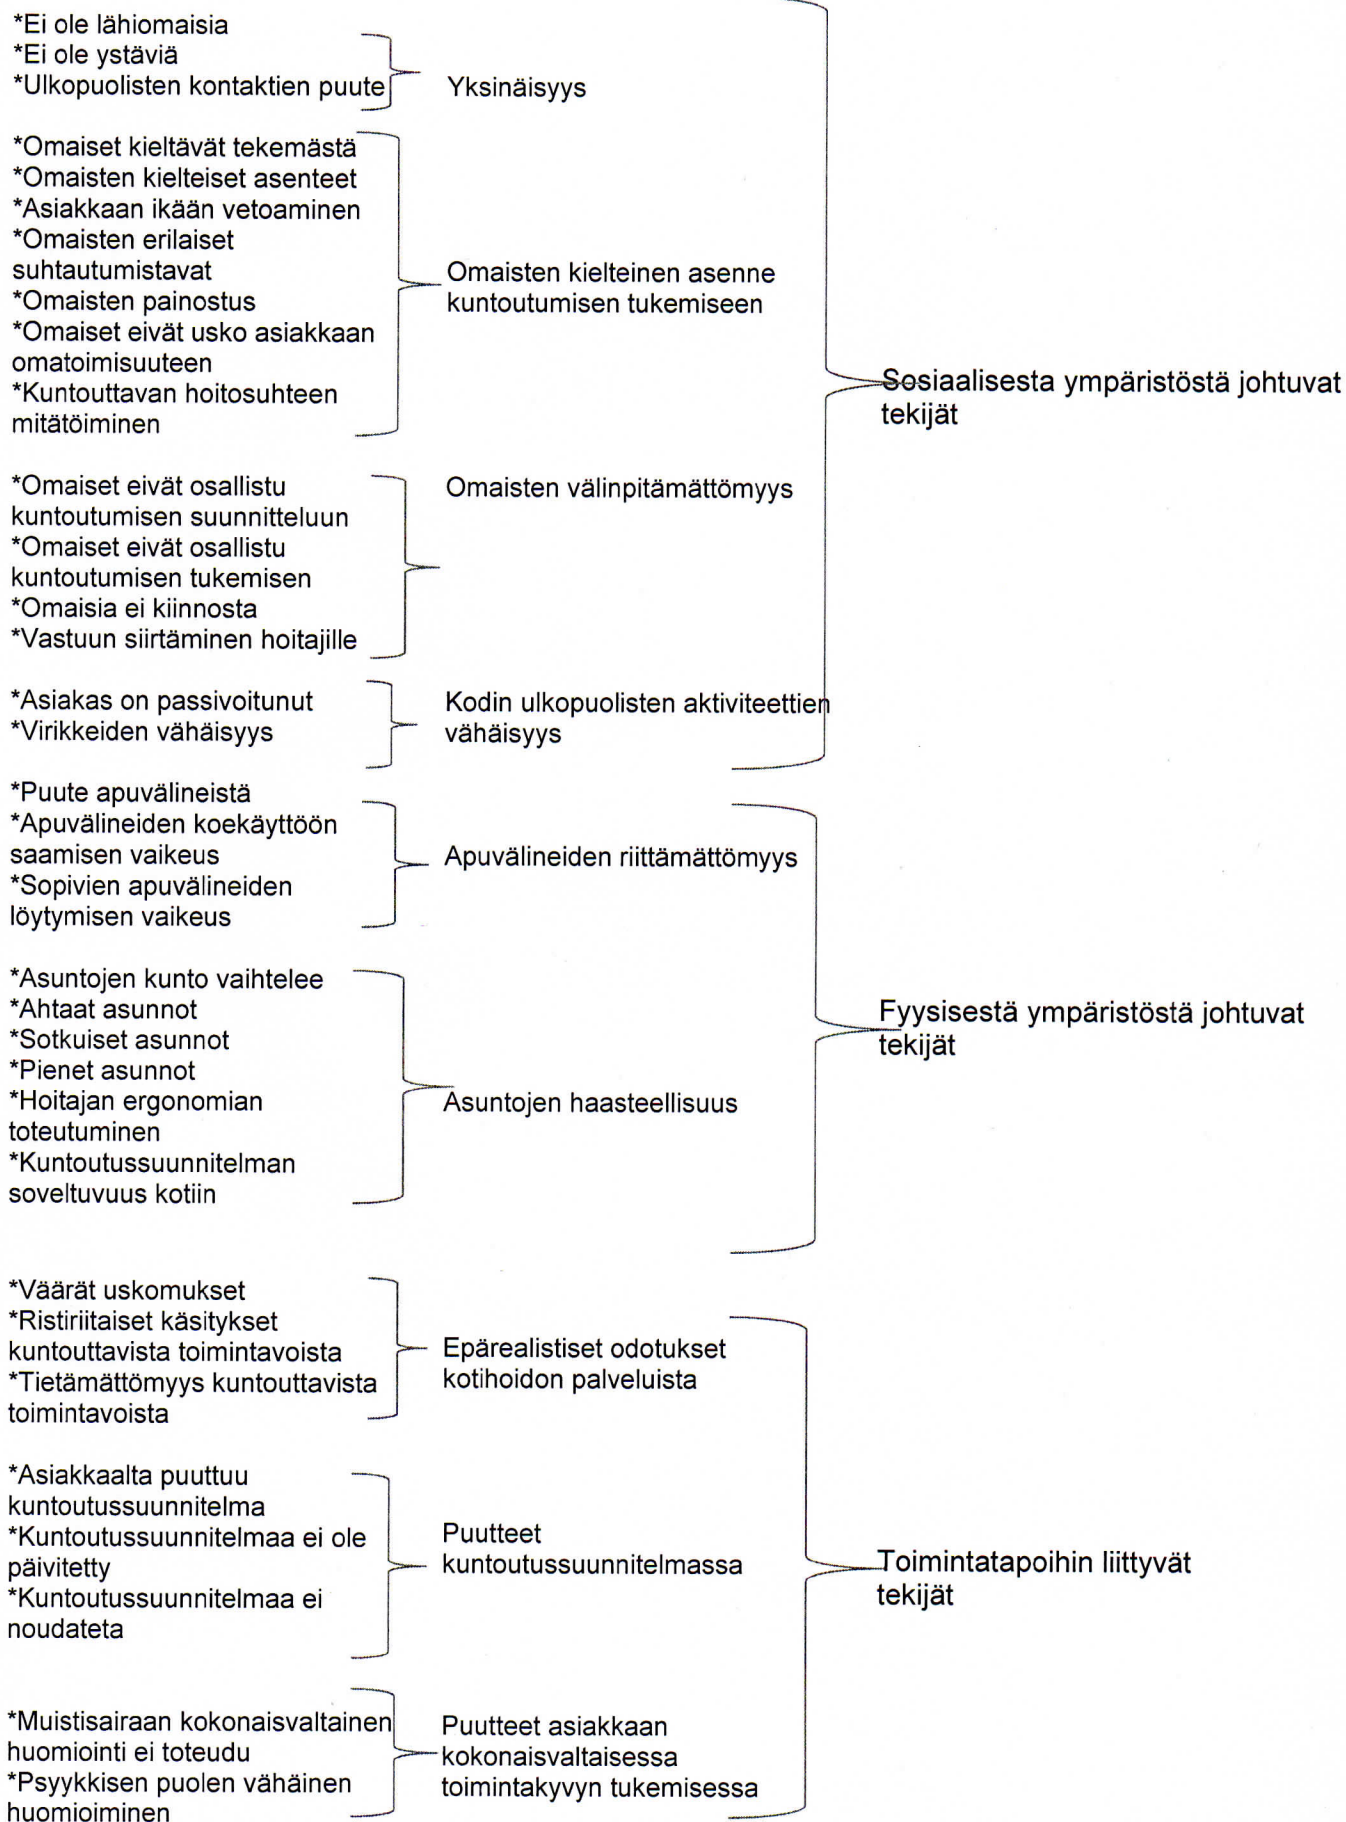 *Ei ole lähiomaisia
*Ei ole ystäviä
*Ulkopuolisten kontaktien puute
Yksinäisyys
*Omaiset kieltävät tekemästä
*Omaisten kielteiset asenteet
*Asiakkaan ikään vetoaminen
*Omaisten erilaiset
suhtautumistavat
*Omaisten painostus
*Omaiset eivät usko asiakkaan
omatoimisuuteen
*Kuntouttavan hoitosuhteen
mitätöiminen
Omaisten kielteinen asenne
kuntoutumisen tukemiseen
*Omaiset eivät osallistu
kuntoutumisen suunnitteluun
*Omaiset eivät osallistu
kuntoutumisen tukemisen
*Omaisia ei kiinnosta
*Vastuun siirtäminen hoitajille
Omaisten välinpitämättömyys
*Asiakas on passivoitunut
*Virikkeiden vähäisyys
Kodin ulkopuolisten aktiviteettien
vähäisyys
Sosiaalisesta ympäristöstä johtuvat
tekijät
*Puute apuvälineistä
*Apuvälineiden koekäyttöön
saamisen vaikeus
*Sopivien apuvälineiden
löytymisen vaikeus
Apuvälineiden riittämättömyys
*Asuntojen kunto vaihtelee
*Ahtaat asunnot
*Sotkuiset asunnot
*Pienet asunnot
*Hoitajan ergonomian
toteutuminen
*Kuntoutussuunnitelman
soveltuvuus kotiin
Asuntojen haasteellisuus
Fyysisestä ympäristöstä johtuvat
tekijät
*Väärät uskomukset
*Ristiriitaiset käsitykset
kuntouttavista toimintavoista
*Tietämättömyys kuntouttavista
toimintavoista
Epärealistiset odotukset
kotihoidon palveluista
*Asiakkaalta puuttuu
kuntoutussuunnitelma
*Kuntoutussuunnitelmaa ei ole
päivitetty
*Kuntoutussuunnitelmaa ei
noudateta
Puutteet
kuntoutussuunnitelmassa
*Muistisairaan kokonaisvaltainen
huomiointi ei toteudu
*Psyykkisen puolen vähäinen
huomioiminen
Puutteet asiakkaan
kokonaisvaltaisessa
toimintakyvyn tukemisessa
Toimintatapoihin liittyvät
tekijät